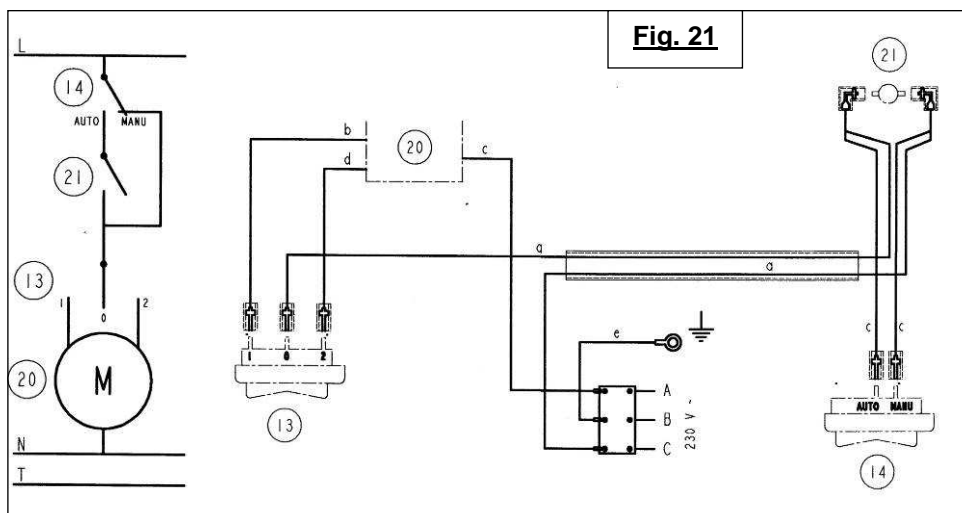 Fig. 21
L
14
AUTO MANU
21
13
1 0 2
20
M
N
T
b
d
20
c
a
a
1 0 2
13
e
A
B
C
230 V
21
c c
AUTO MANU
14